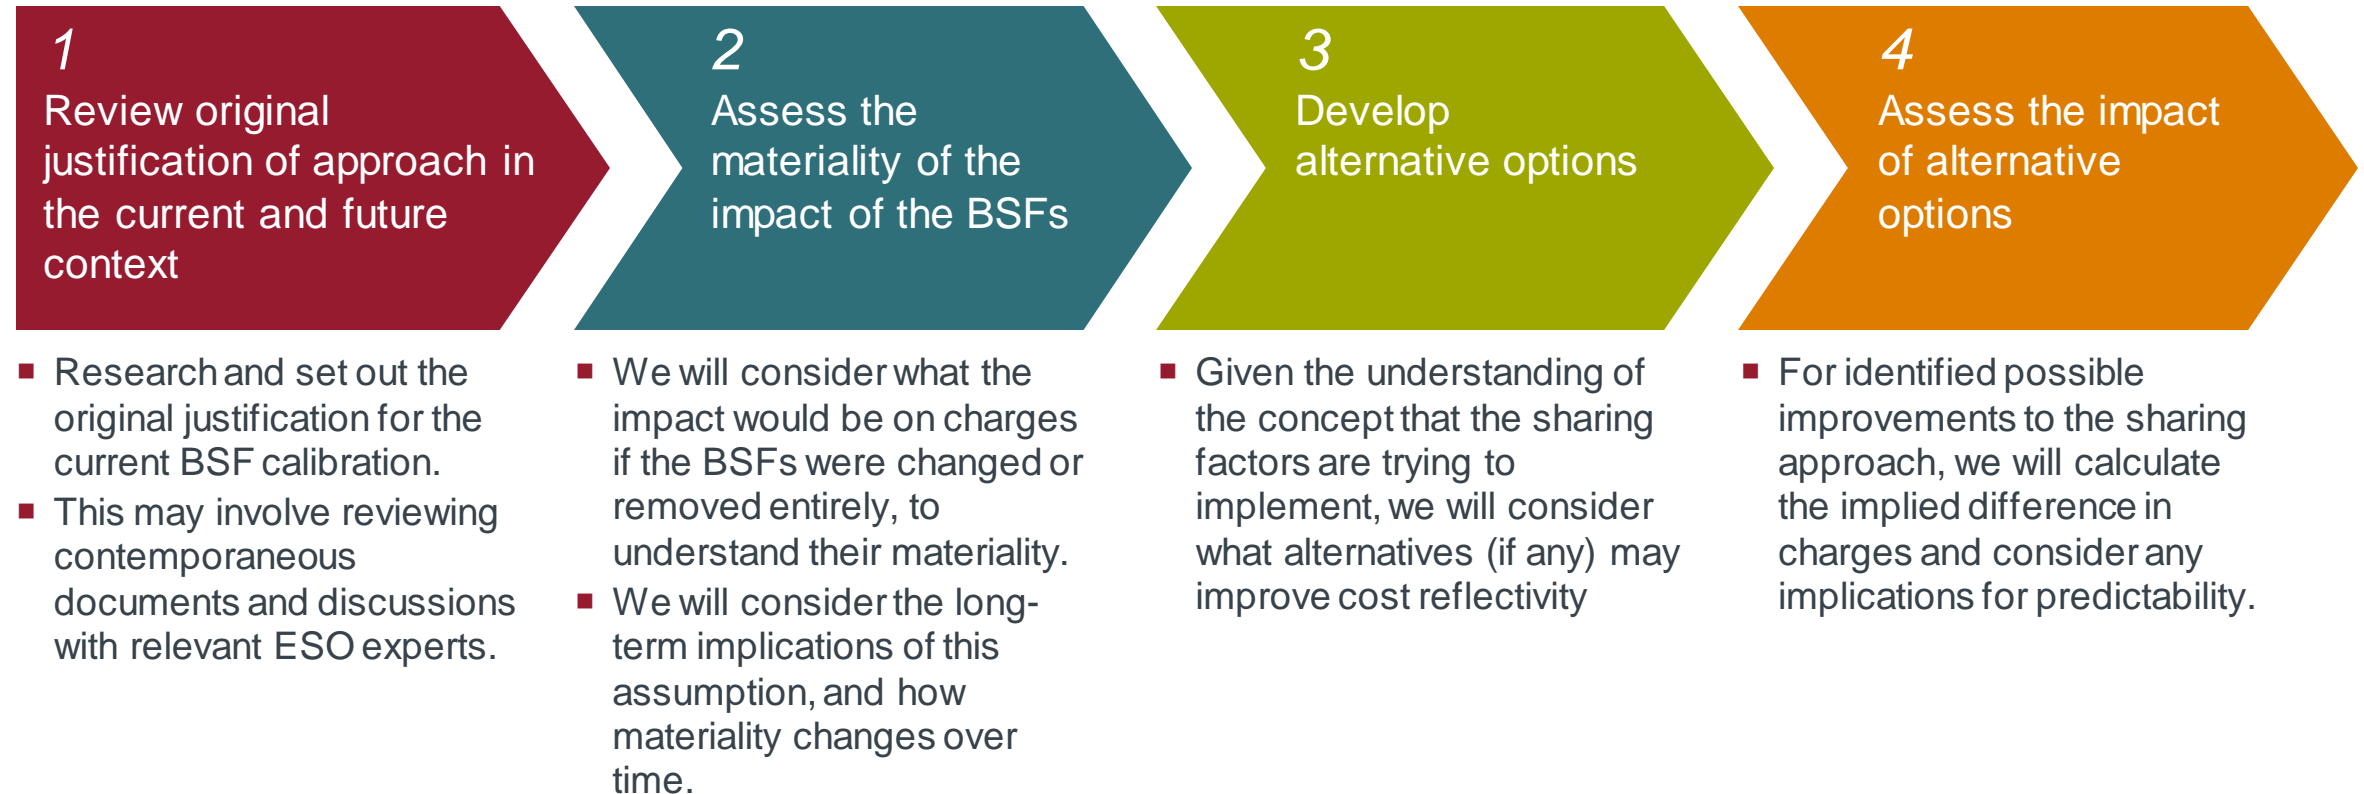 1
Review original
justification of approach in
the current and future
context
2
Assess the
materiality of the
impact of the BSFs
3
Develop
alternative options
4
Assess the impact
of alternative
options
Research and set out the
original justification for the
current BSF calibration.
This may involve reviewing
contemporaneous
documents and discussions
with relevant ESO experts.
We will consider what the
impact would be on charges
if the BSFs were changed or
removed entirely, to
understand their materiality.
We will consider the long-
term implications of this
assumption, and how
materiality changes over
time.
Given the understanding of
the concept that the sharing
factors are trying to
implement, we will consider
what alternatives (if any) may
improve cost reflectivity
For identified possible
improvements to the sharing
approach, we will calculate
the implied difference in
charges and consider any
implications for predictability.